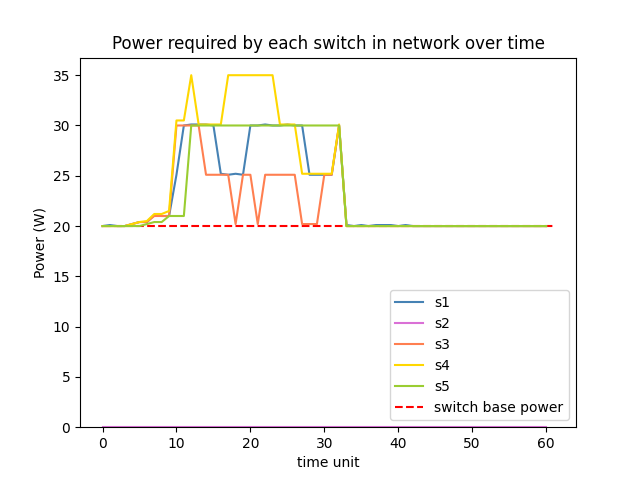 Power required by each switch in network over time
Power (W)
35
30
25
20
15
10
5
0
0 10 20 30 40 50 60
time unit
s1
s2
s3
s4
s5
switch base power